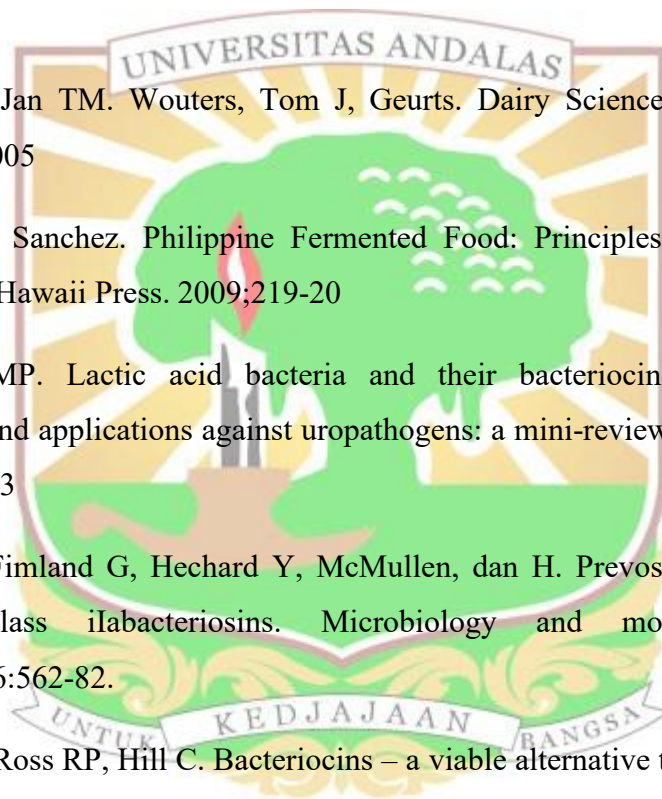 UNIVERSITAS ANDALAS
Jan TM. Wouters, Tom J, Geurts. Dairy Science
005
Sanchez. Philippine Fermented Food: Principles
Hawaii Press. 2009;219-20
MP. Lactic acid bacteria and their bacteriocin
nd applications against uropathogens: a mini-review
3
Fimland G, Hechard Y, McMullen, dan H. Prevos
lass iIabacteriosins. Microbiology and mo
6:562-82.
UNTUK KEDJAJAAN BANGSA
Ross RP, Hill C. Bacteriocins – a viable alternative t